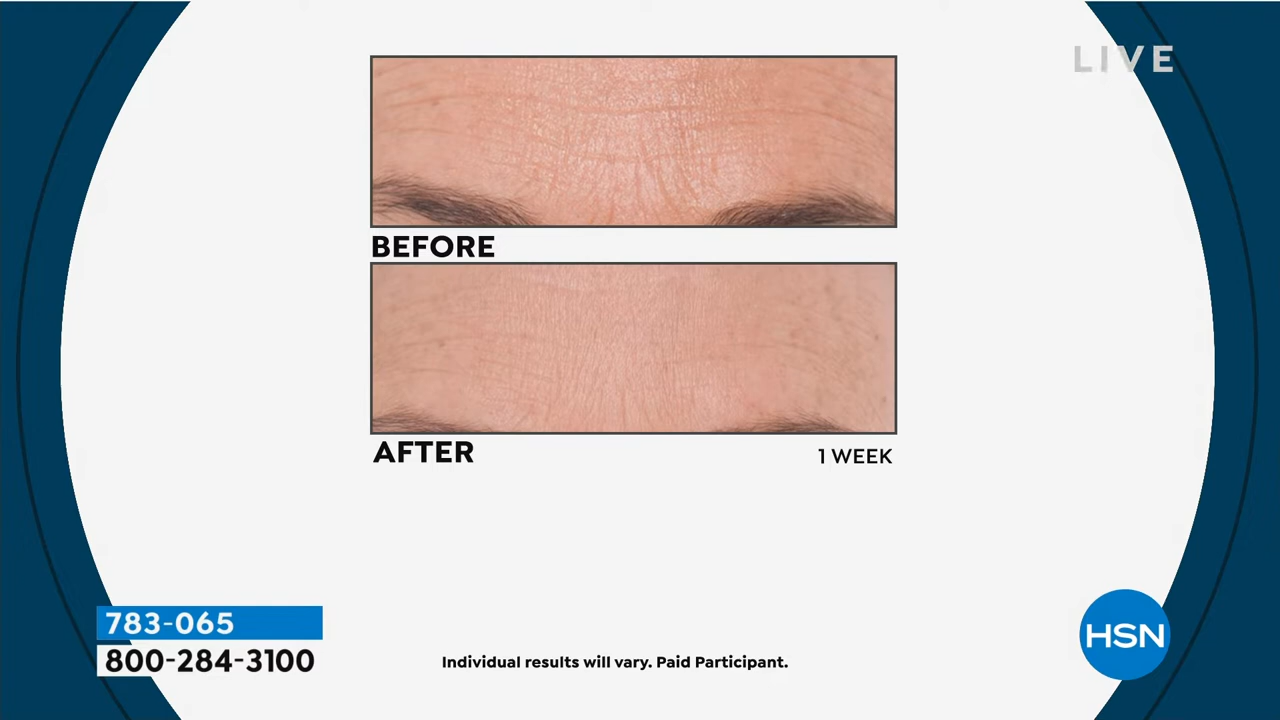 LIVE
BEFORE
AFTER
1 WEEK
783-065
800-284-3100
Individual results will vary. Paid Participant.
HSN